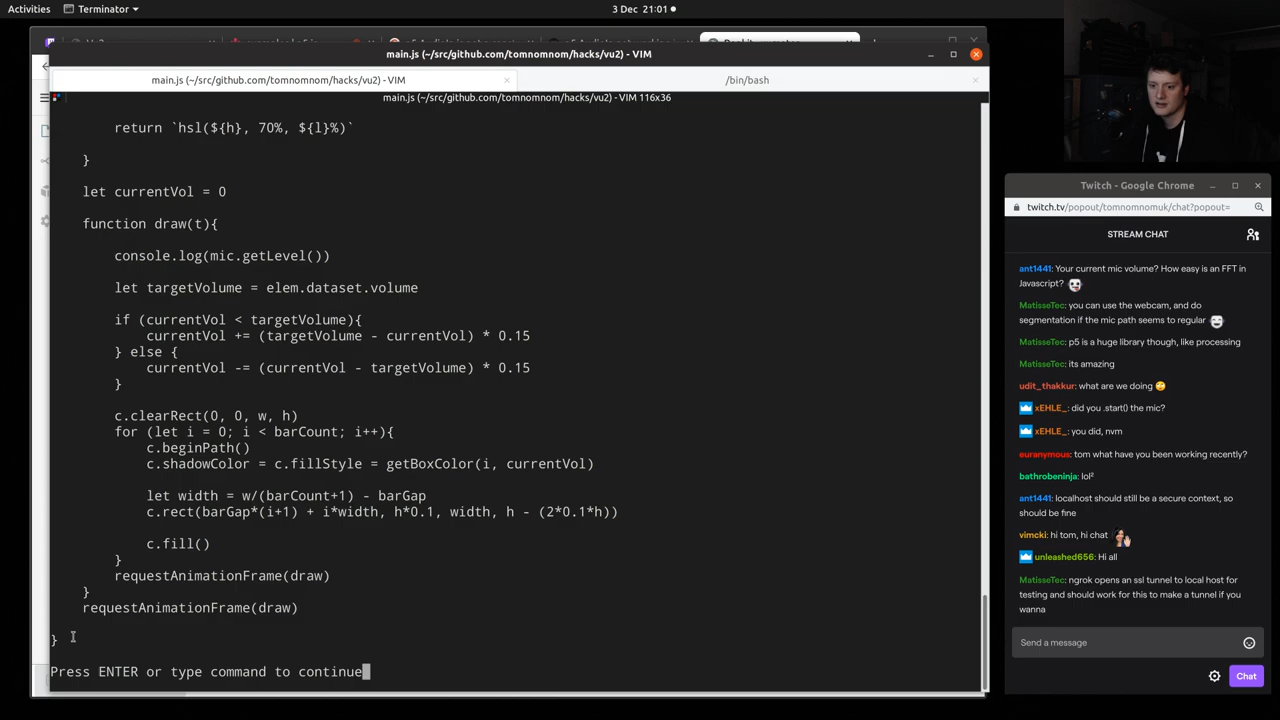 Activities
Terminator
3 Dec 21:01
main.js (~/src/github.com/tomnomnom/hacks/vu2) - VIM
main.js (~/src/github.com/tomnomnom/hacks/vu2) - VIM
/bin/bash
main.js (~/src/github.com/tomnomnom/hacks/vu2) - VIM 116x36
return `hsl(${h}, 70%, ${l}%)`
}
let currentVol = 0
function draw(t){
console.log(mic.getLevel())
let targetVolume = elem.dataset.volume
if (currentVol < targetVolume){
currentVol += (targetVolume - currentVol) * 0.15
} else {
currentVol -= (currentVol - targetVolume) * 0.15
}
c.clearRect(0, 0, w, h)
for (let i = 0; i < barCount; i++){
c.beginPath()
c.shadowColor = c.fillStyle = getBoxColor(i, currentVol)
let width = w/(barCount+1) - barGap
c.rect(barGap*(i+1) + i*width, h*0.1, width, h - (2*0.1*h))
c.fill()
}
requestAnimationFrame(draw)
}
requestAnimationFrame(draw)
}
Press ENTER or type command to continue
Twitch - Google Chrome
twitch.tv/popout/tomnomnomuk/chat?popout=
STREAM CHAT
ant1441: Your current mic volume? How easy is an FFT in
Javascript?
MatisseTec: you can use the webcam, and do
segmentation if the mic path seems to regular
MatisseTec: p5 is a huge library though, like processing
MatisseTec: its amazing
udit_thakkur: what are we doing
xEHLE_: did you .start() the mic?
xEHLE_: you did, nvm
euranymous: tom what have you been working recently?
bathrobeninja: lol²
ant1441: localhost should still be a secure context, so
should be fine
vimcki: hi tom, hi chat
unleashed656: Hi all
MatisseTec: ngrok opens an ssl tunnel to local host for
testing and should work for this to make a tunnel if you
wanna
Send a message
Chat